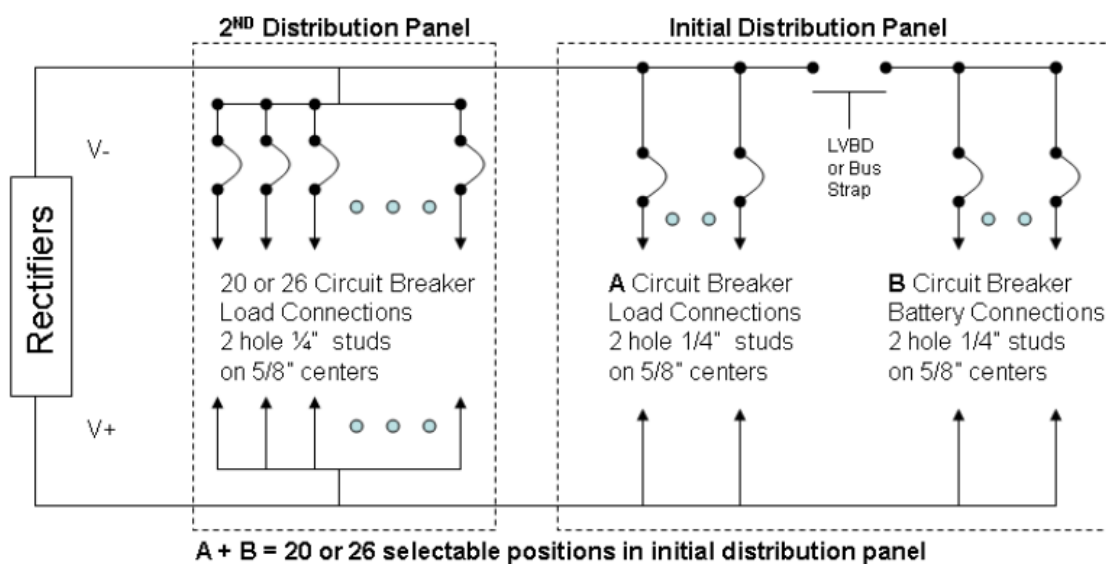 2ND Distribution Panel
Initial Distribution Panel
V-
LVBD
or Bus
Strap
Rectifiers
20 or 26 Circuit Breaker
Load Connections
2 hole ¼" studs
on 5/8" centers
A Circuit Breaker
Load Connections
2 hole 1/4" studs
on 5/8" centers
B Circuit Breaker
Battery Connections
2 hole 1/4" studs
on 5/8" centers
V+
A + B = 20 or 26 selectable positions in initial distribution panel